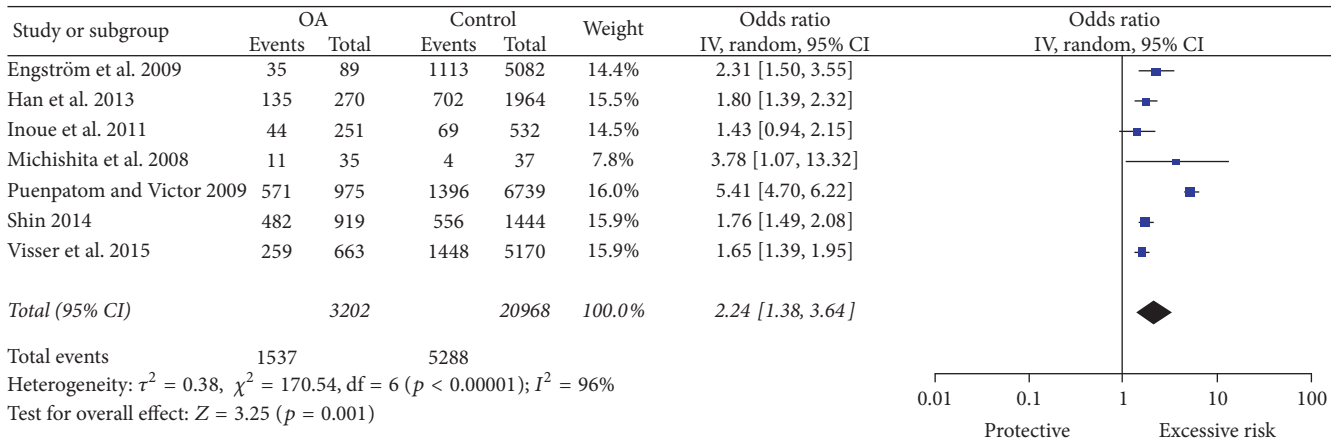 Study or subgroup OA Control Weight Odds ratio Odds ratio
Events Total Events Total IV, random, 95% CI IV, random, 95% CI
Engström et al. 2009 35 89 1113 5082 14.4% 2.31 [1.50, 3.55]
Han et al. 2013 135 270 702 1964 15.5% 1.80 [1.39, 2.32]
Inoue et al. 2011 44 251 69 532 14.5% 1.43 [0.94, 2.15]
Michishita et al. 2008 11 35 4 37 7.8% 3.78 [1.07, 13.32]
Puenpatom and Victor 2009 571 975 1396 6739 16.0% 5.41 [4.70, 6.22]
Shin 2014 482 919 556 1444 15.9% 1.76 [1.49, 2.08]
Visser et al. 2015 259 663 1448 5170 15.9% 1.65 [1.39, 1.95]
Total (95% CI) 3202 20968 100.0% 2.24 [1.38, 3.64]
Total events 1537 5288
Heterogeneity: τ² = 0.38, χ² = 170.54, df = 6 (p < 0.00001); I² = 96%
Test for overall effect: Z = 3.25 (p = 0.001)
0.01 0.1 1 10 100
Protective Excessive risk